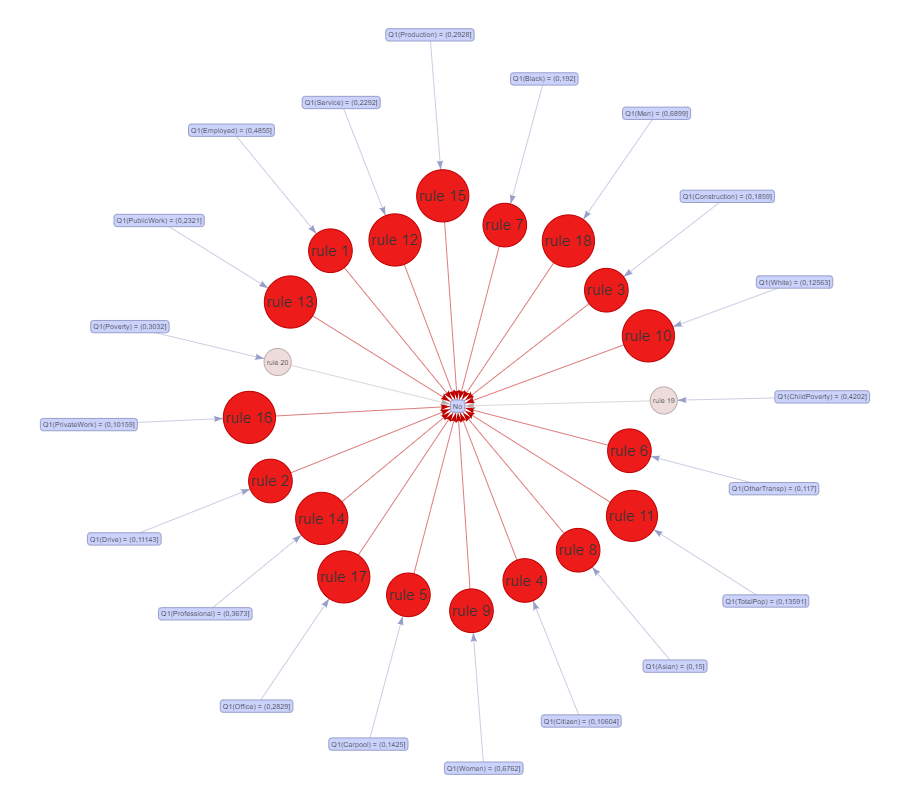 Q1(Production) = (0,2928]
Q1(Black) = (0,192]
Q1(Service) = (0,2292]
Q1(Men) = (0,6899]
Q1(Employed) = (0,4855]
rule 15
Q1(Construction) = (0,1859]
Q1(PublicWork) = (0,2321]
rule 7
rule 12
rule 18
rule 1
Q1(White) = (0,12563]
rule 3
rule 13
Q1(Poverty) = (0,3032]
rule 10
rule 20
Q1(ChildPoverty) = (0,4202]
rule 19
No
rule 16
Q1(PrivateWork) = (0,10159]
rule 6
rule 2
Q1(OtherTransp) = (0,117]
rule 11
rule 14
Q1(Drive) = (0,11143]
rule 8
rule 17
rule 4
rule 5
Q1(TotalPop) = (0,13591]
rule 9
Q1(Professional) = (0,3673]
Q1(Asian) = (0,15]
Q1(Office) = (0,2829]
Q1(Citizen) = (0,10604]
Q1(Carpool) = (0,1425]
Q1(Women) = (0,6762]